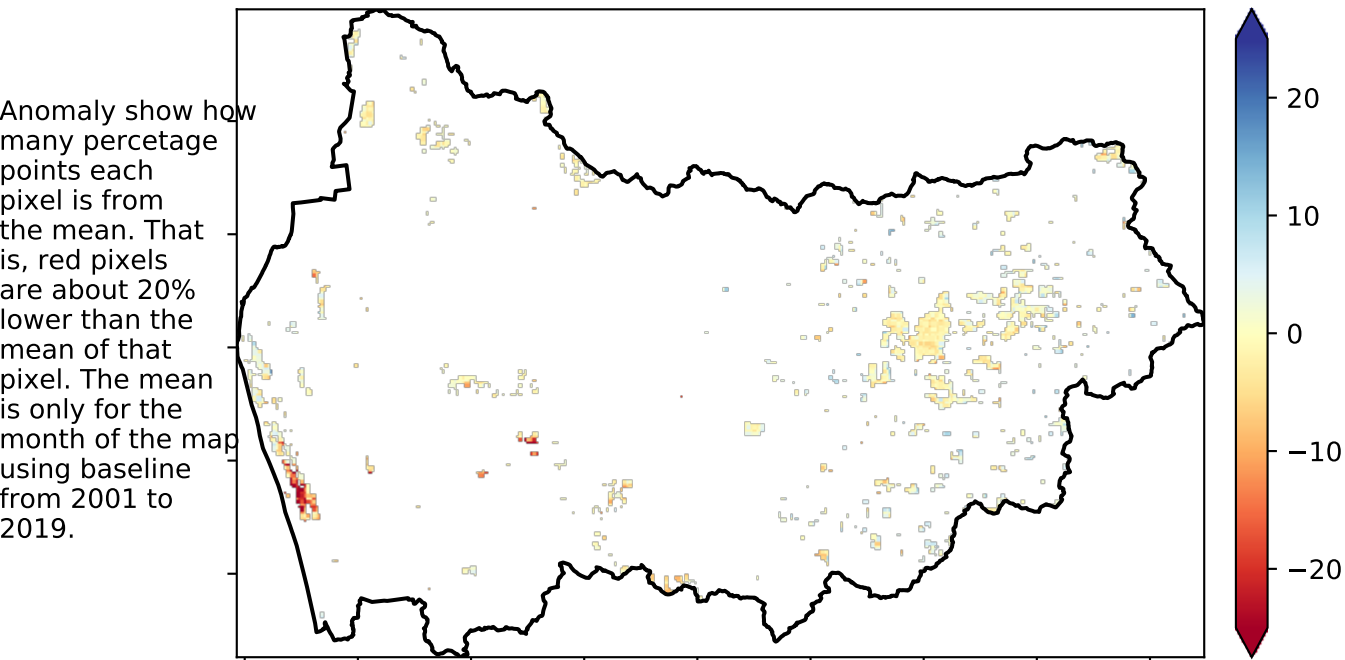 Anomaly show how
many percetage
points each
pixel is from
the mean. That
is, red pixels
are about 20%
lower than the
mean of that
pixel. The mean
is only for the
month of the map
using baseline
from 2001 to
2019.
20
10
0
−10
−20